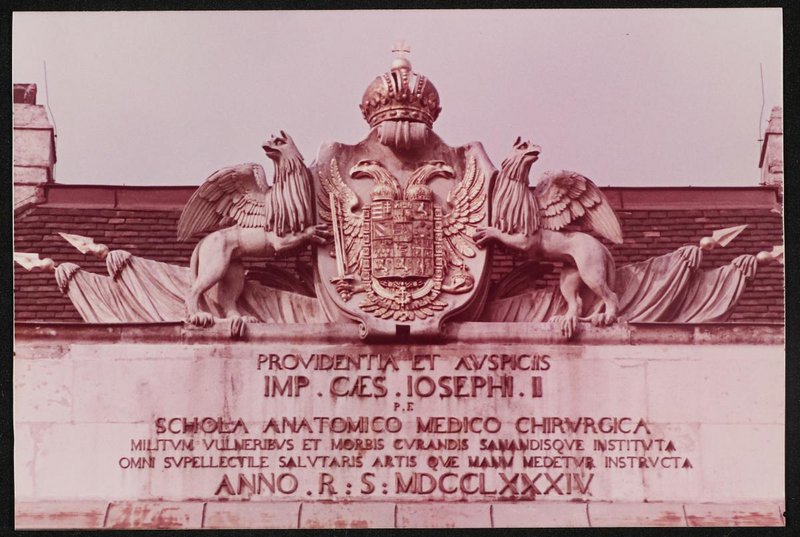 PROVIDENTIA ET AVSPICIIS
IMP. CÆS. IOSEPHI. II
P.F
SCHOLA ANATOMICO MEDICO CHIRVRGICA
MILITVM VULNERIBVS ET MORBIS CVRANDIS SANANDISQVE INSTITVTA
OMNI SVPELLECTILE SALVTARIS ARTIS QVE MANV MEDETVR INSTRVCTA
ANNO. R: S: MDCCLXXXIV